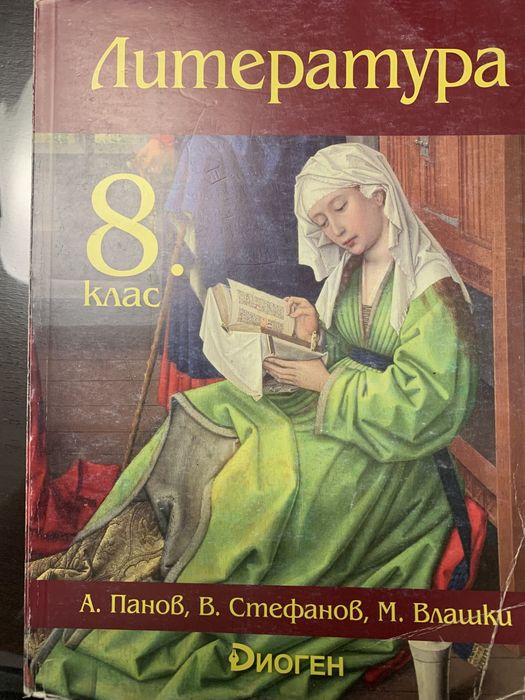 Литература
8.
клас
А. Панов, В. Стефанов, М. Влашки
ДИОГЕН